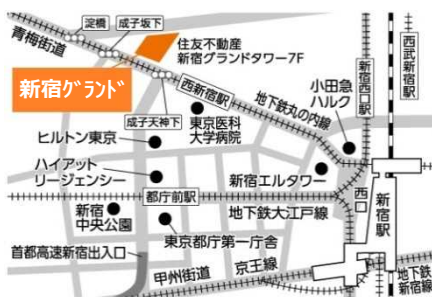 淀橋
成子坂下
青梅街道
住友不動産
新宿グランドタワー7F
新宿グランド
西新宿駅
成子天神下
東京医科
大学病院
地下鉄丸の内線
小田急
ハルク
新宿西口駅
西武新宿駅
ヒルトン東京
ハイアット
リージェンシー
新宿エルタワー
都庁前駅
地下鉄大江戸線
西口
新宿駅
新宿
中央公園
東京都庁第一庁舎
首都高速新宿出入口
甲州街道
京王線
地下鉄
新宿線